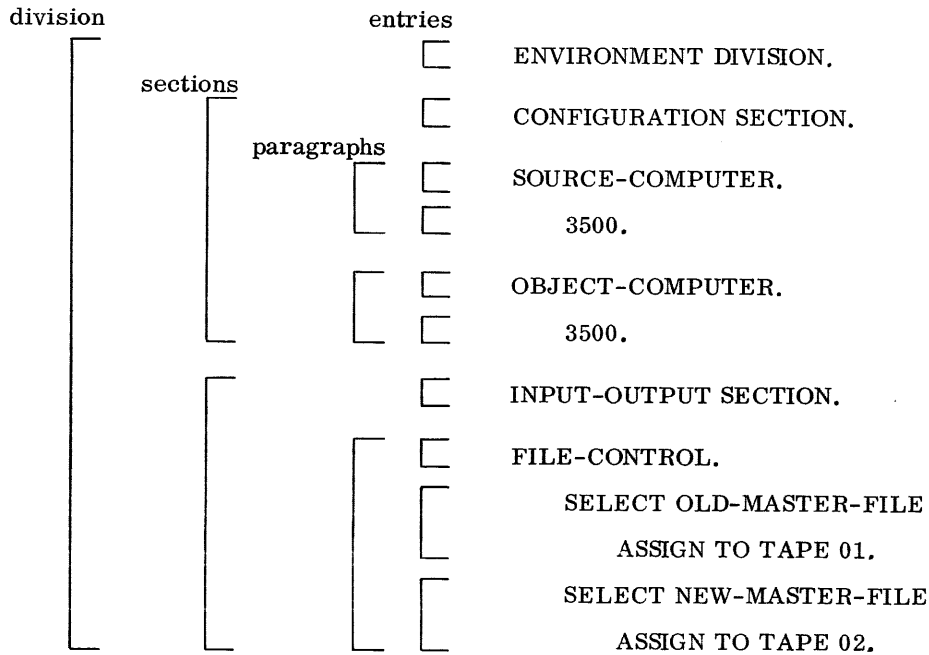 division
entries
ENVIRONMENT DIVISION.
sections
CONFIGURATION SECTION.
paragraphs
SOURCE-COMPUTER.
3500.
OBJECT-COMPUTER.
3500.
INPUT-OUTPUT SECTION.
FILE-CONTROL.
SELECT OLD-MASTER-FILE
ASSIGN TO TAPE 01.
SELECT NEW-MASTER-FILE
ASSIGN TO TAPE 02.